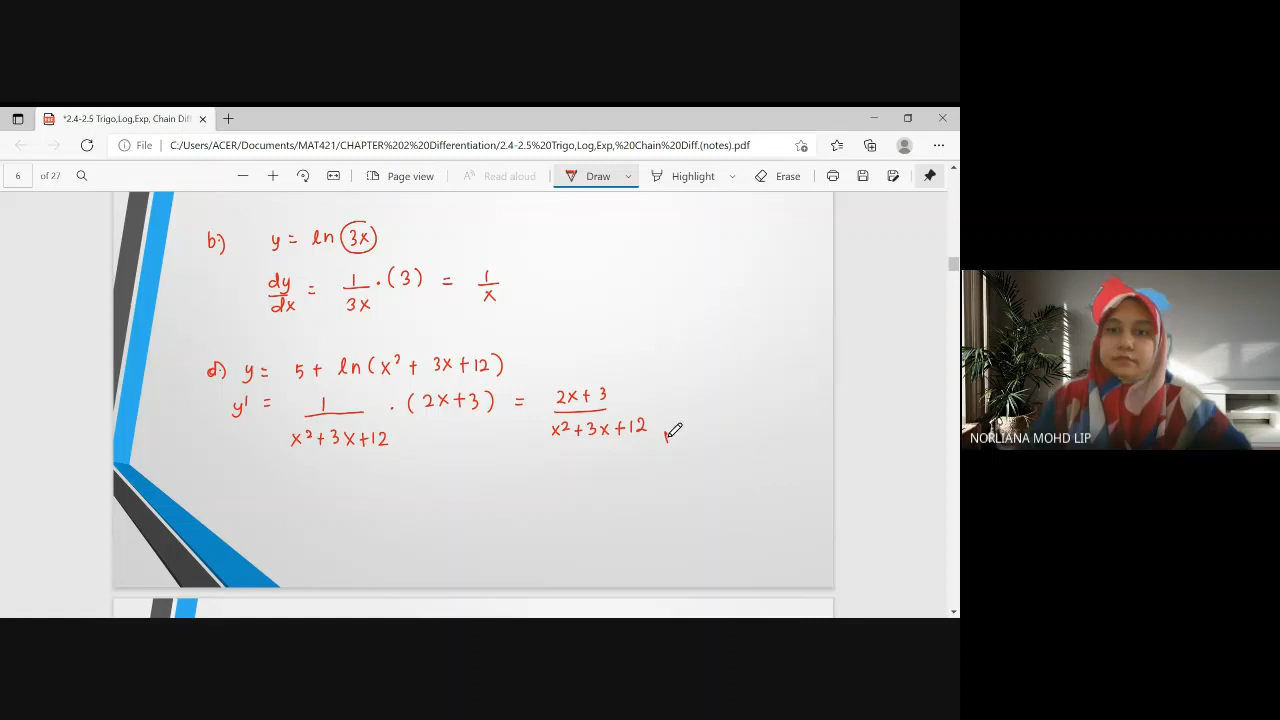 *2.4-2.5 Trigo,Log,Exp, Chain Diff
File C:/Users/ACER/Documents/MAT421/CHAPTER%202%20Differentiation/2.4-2.5%20Trigo,Log,Exp,%20Chain%20Diff.(notes).pdf
6 of 27 Page view Read aloud Draw Highlight Erase
b.) y = ln (3x)
dy/dx = 1/3x · (3) = 1/x
d.) y = 5 + ln(x² + 3x + 12)
y' = 1/x² + 3x + 12 · (2x + 3) = 2x + 3/x² + 3x + 12
NORLIANA MOHD LIP